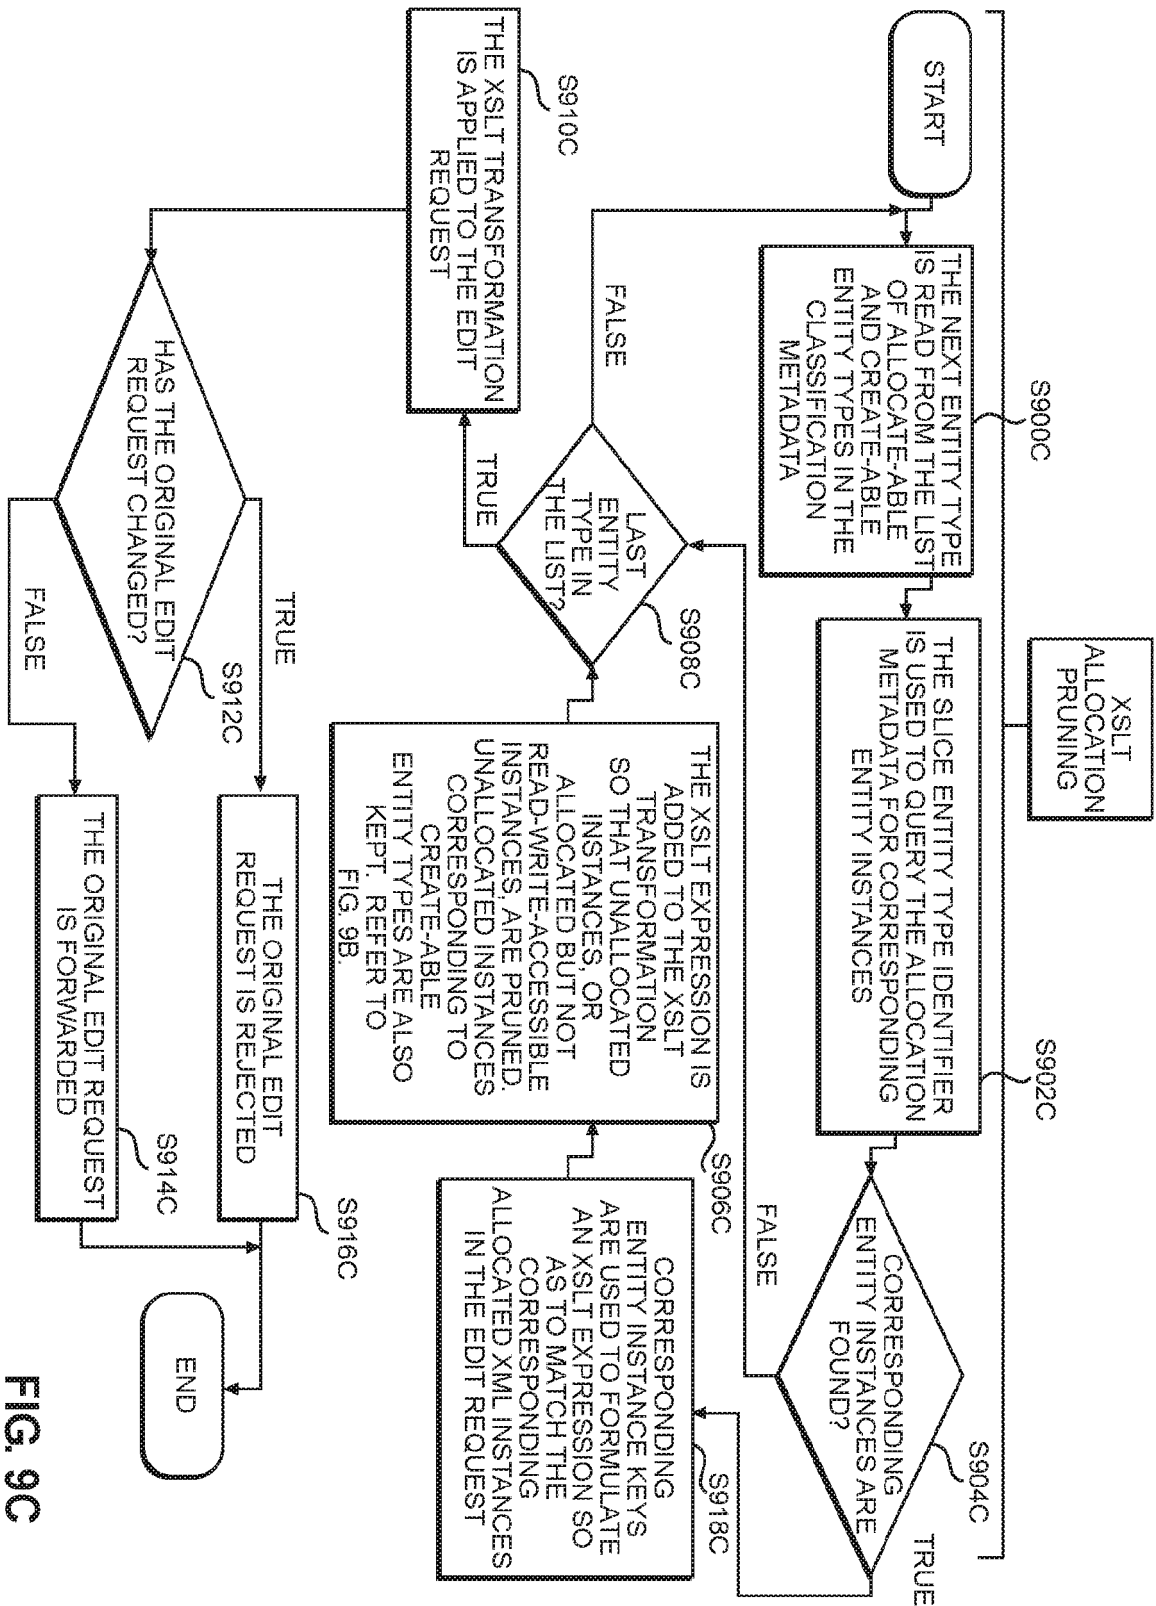 XSLT
ALLOCATION
PRUNING
START
S900C
THE NEXT ENTITY TYPE
IS READ FROM THE LIST
OF ALLOCATE-ABLE
AND CREATE-ABLE
ENTITY TYPES IN THE
CLASSIFICATION
METADATA
S902C
THE SLICE ENTITY TYPE IDENTIFIER
IS USED TO QUERY THE ALLOCATION
METADATA FOR CORRESPONDING
ENTITY INSTANCES
S904C
CORRESPONDING
ENTITY INSTANCES ARE
FOUND?
TRUE
FALSE
S918C
CORRESPONDING
ENTITY INSTANCE KEYS
ARE USED TO FORMULATE
AN XSLT EXPRESSION SO
AS TO MATCH THE
CORRESPONDING
ALLOCATED XML INSTANCES
IN THE EDIT REQUEST
S906C
THE XSLT EXPRESSION IS
ADDED TO THE XSLT
TRANSFORMATION
SO THAT UNALLOCATED
INSTANCES, OR
ALLOCATED BUT NOT
READ-WRITE-ACCESSIBLE
INSTANCES, ARE PRUNED.
UNALLOCATED INSTANCES
CORRESPONDING TO
CREATE-ABLE
ENTITY TYPES ARE ALSO
KEPT. REFER TO
FIG. 9B.
S908C
LAST
ENTITY
TYPE IN
THE LIST?
FALSE
TRUE
S910C
THE XSLT TRANSFORMATION
IS APPLIED TO THE EDIT
REQUEST
S912C
HAS THE ORIGINAL EDIT
REQUEST CHANGED?
TRUE
FALSE
S916C
THE ORIGINAL EDIT
REQUEST IS REJECTED
S914C
THE ORIGINAL EDIT REQUEST
IS FORWARDED
END
FIG. 9C